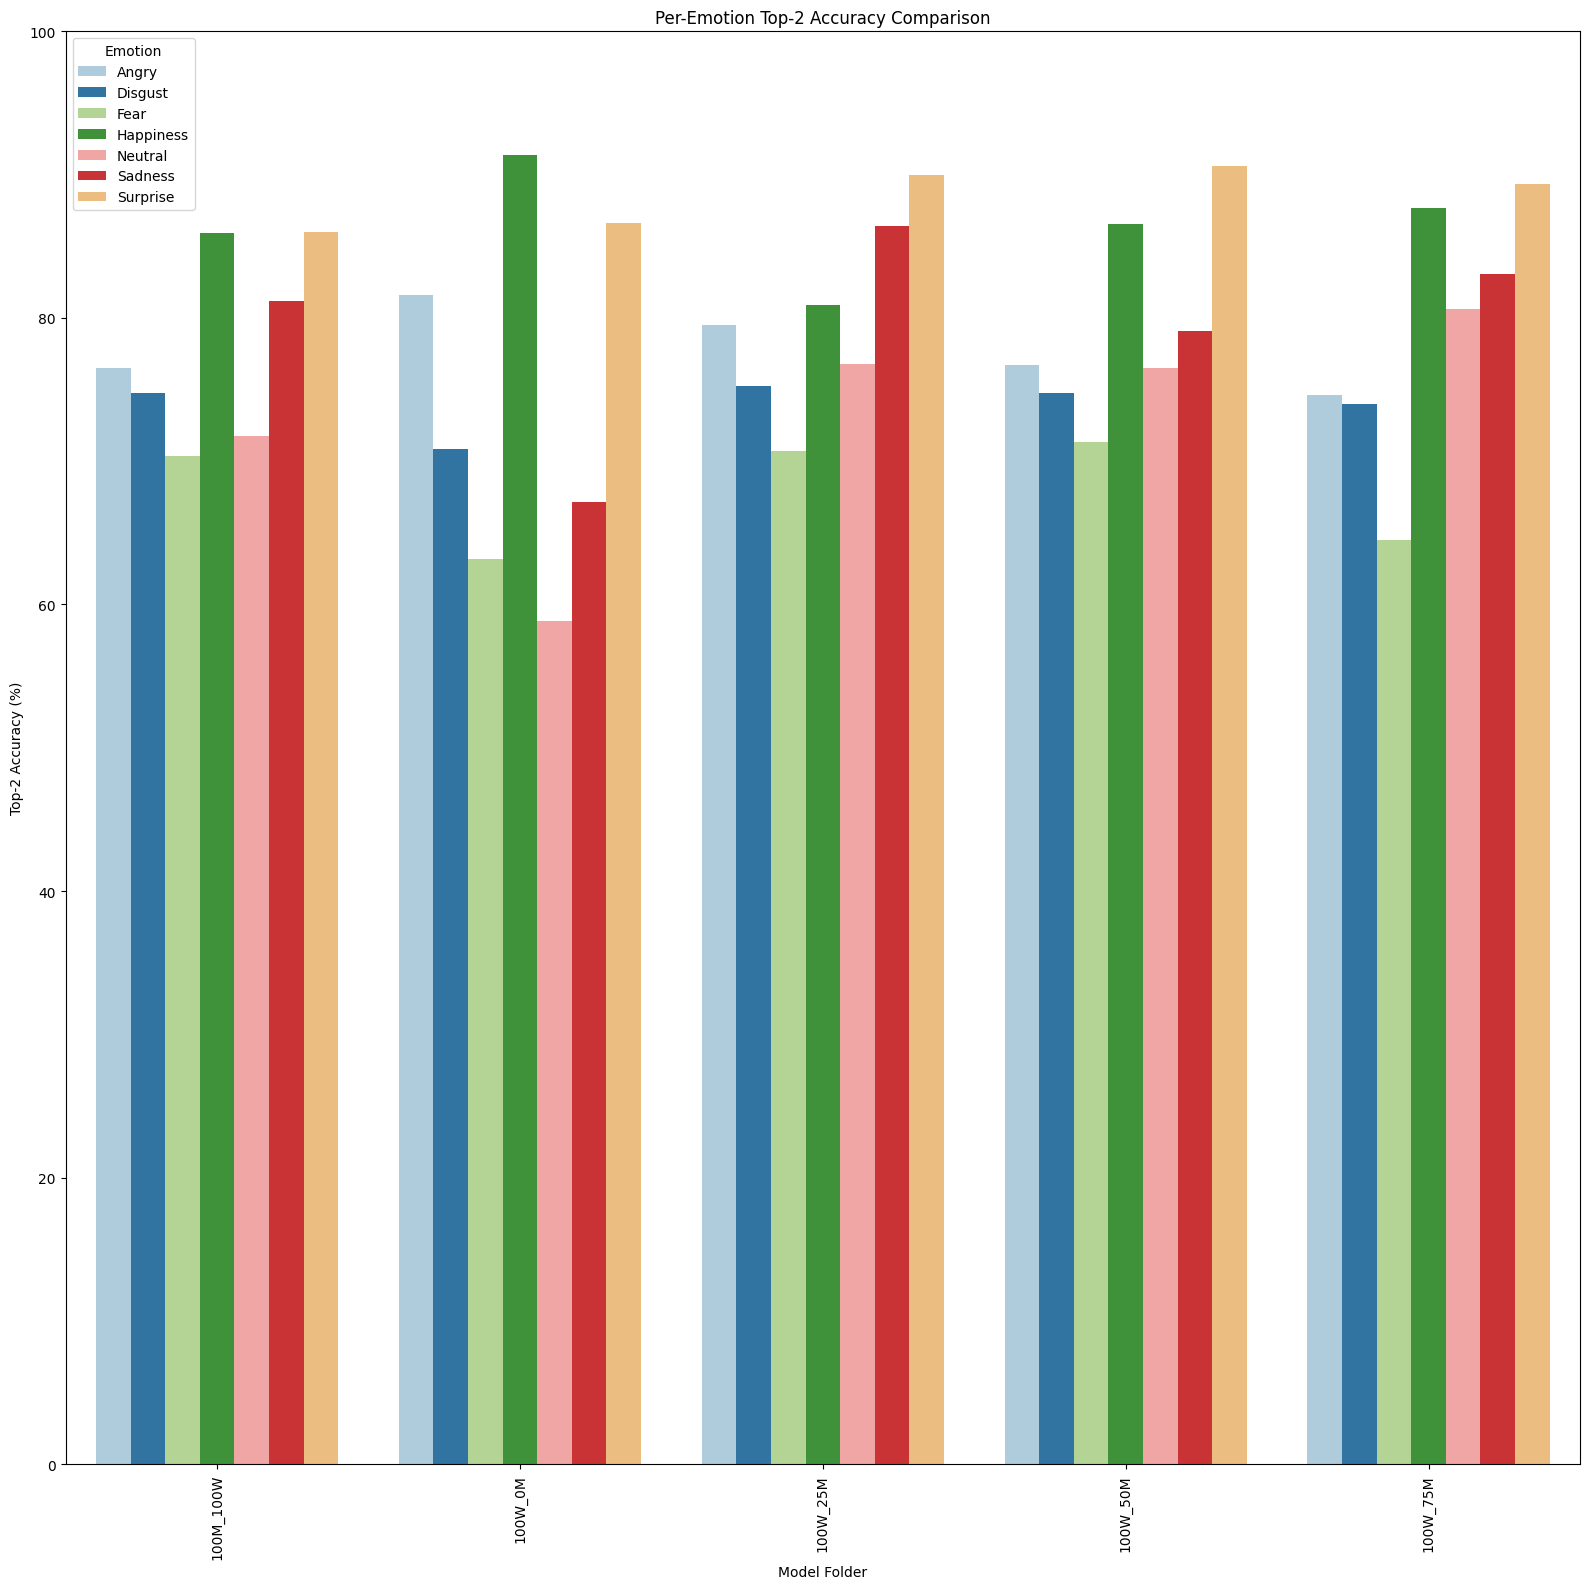 Per-Emotion Top-2 Accuracy Comparison
Emotion
Angry
Disgust
Fear
Happiness
Neutral
Sadness
Surprise
Top-2 Accuracy (%)
100
80
60
40
20
0
100M_100W
100W_0M
100W_25M
100W_50M
100W_75M
Model Folder